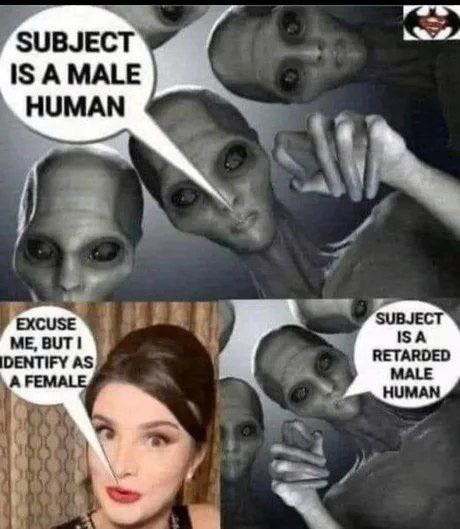 SUBJECT
IS A MALE
HUMAN
EXCUSE
ME, BUT I
IDENTIFY AS
A FEMALE
SUBJECT
IS A
RETARDED
MALE
HUMAN